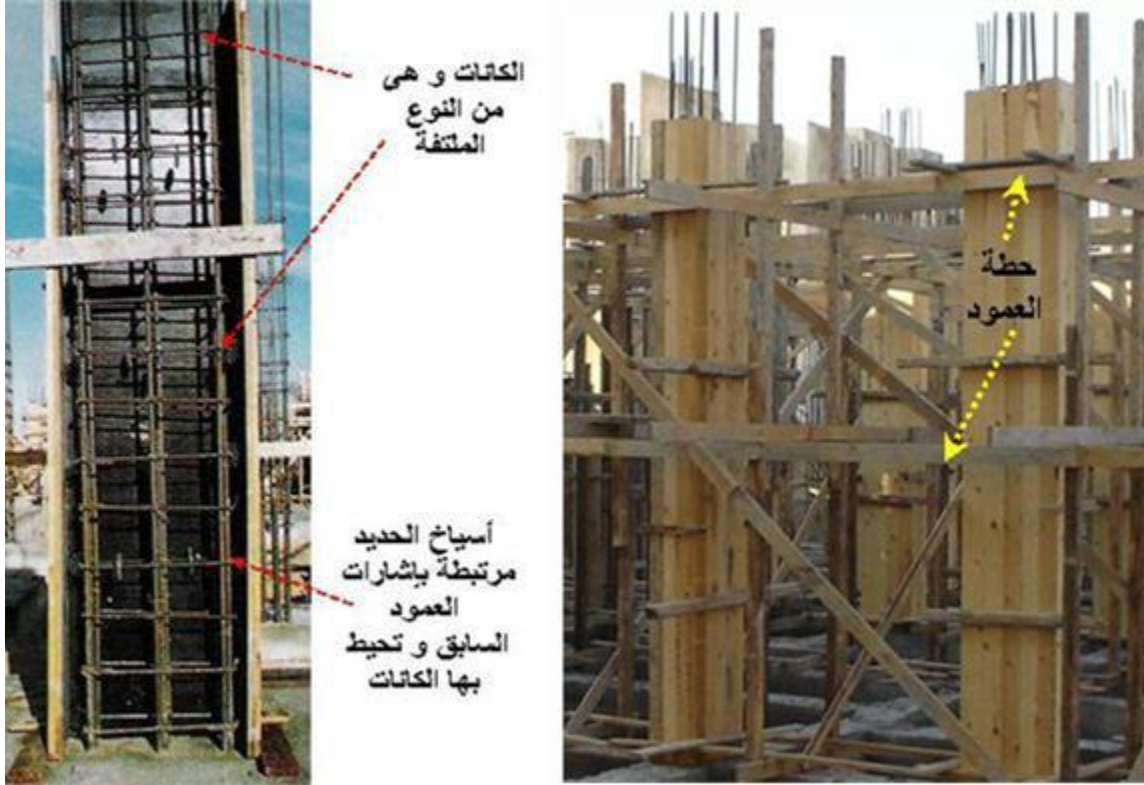 الكانات و هى
من النوع
الملتفة
أسياخ الحديد
مرتبطة بإشارات
العمود
السابق و تحيط
بها الكانات
حطة
العمود